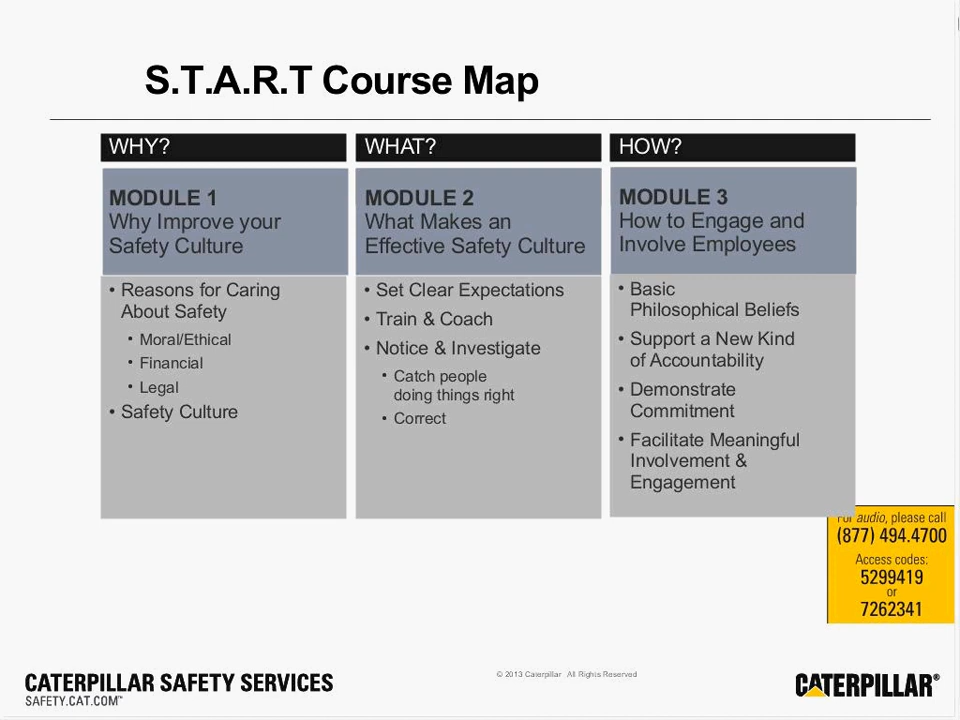 S.T.A.R.T Course Map
WHY?
MODULE 1
Why Improve your
Safety Culture
• Reasons for Caring
About Safety
• Moral/Ethical
• Financial
• Legal
• Safety Culture
WHAT?
MODULE 2
What Makes an
Effective Safety Culture
• Set Clear Expectations
• Train & Coach
• Notice & Investigate
• Catch people
doing things right
• Correct
HOW?
MODULE 3
How to Engage and
Involve Employees
• Basic
Philosophical Beliefs
• Support a New Kind
of Accountability
• Demonstrate
Commitment
• Facilitate Meaningful
Involvement &
Engagement
For audio, please call
(877) 494.4700
Access codes:
5299419
or
7262341
CATERPILLAR SAFETY SERVICES
SAFETY.CAT.COM™
© 2013 Caterpillar All Rights Reserved
CATERPILLAR®